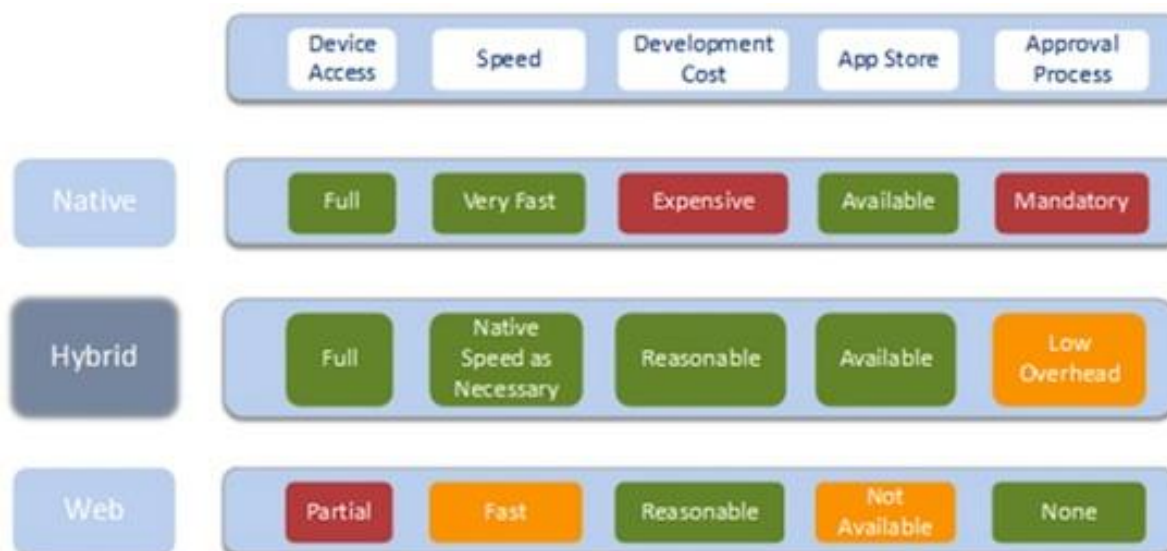 Device Access
Speed
Development Cost
App Store
Approval Process
Native
Full
Very Fast
Expensive
Available
Mandatory
Hybrid
Full
Native Speed as Necessary
Reasonable
Available
Low Overhead
Web
Partial
Fast
Reasonable
Not Available
None